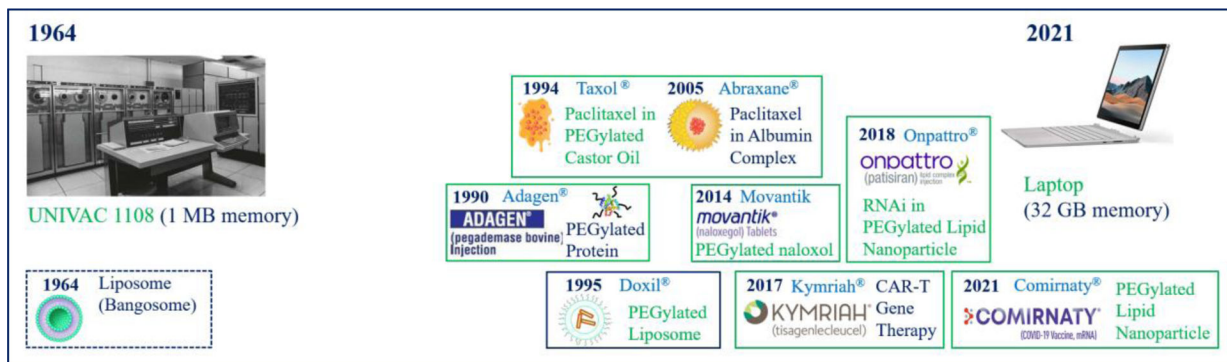 1964
2021
UNIVAC 1108 (1 MB memory)
Laptop
(32 GB memory)
1994 Taxol®
Paclitaxel in
PEGylated
Castor Oil
2005 Abraxane®
Paclitaxel
in Albumin
Complex
2018 Onpattro®
onpattro
(patisiran) lipid complex
injection
RNAi in
PEGylated Lipid
Nanoparticle
1990 Adagen®
ADAGEN®
(pegademase bovine)
Injection
PEGylated
Protein
2014 Movantik
movantik®
(naloxegol) Tablets
PEGylated naloxol
1964 Liposome
(Bangosome)
1995 Doxil®
PEGylated
Liposome
2017 Kymriah®
KYMRIAH®
(tisagenlecleucel)
CAR-T
Gene
Therapy
2021 Comirnaty®
COMIRNATY®
(COVID-19 Vaccine, mRNA)
PEGylated
Lipid
Nanoparticle